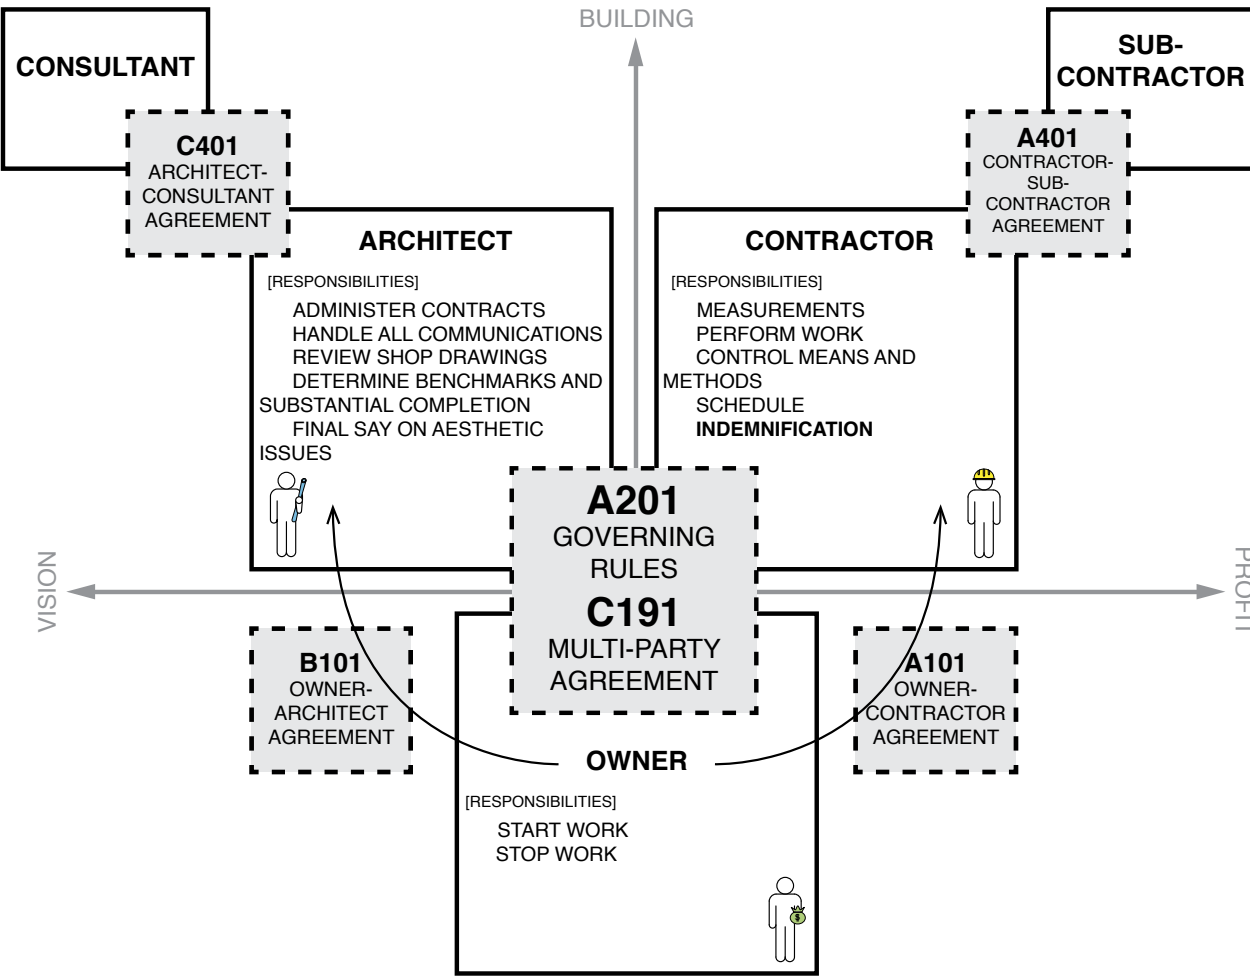 BUILDING
CONSULTANT
SUB-
CONTRACTOR
C401
ARCHITECT-
CONSULTANT
AGREEMENT
A401
CONTRACTOR-
SUB-
CONTRACTOR
AGREEMENT
ARCHITECT
[RESPONSIBILITIES]
ADMINISTER CONTRACTS
HANDLE ALL COMMUNICATIONS
REVIEW SHOP DRAWINGS
DETERMINE BENCHMARKS AND
SUBSTANTIAL COMPLETION
FINAL SAY ON AESTHETIC
ISSUES
CONTRACTOR
[RESPONSIBILITIES]
MEASUREMENTS
PERFORM WORK
CONTROL MEANS AND
METHODS
SCHEDULE
INDEMNIFICATION
A201
GOVERNING
RULES
C191
MULTI-PARTY
AGREEMENT
VISION
PROFIT
B101
OWNER-
ARCHITECT
AGREEMENT
A101
OWNER-
CONTRACTOR
AGREEMENT
OWNER
[RESPONSIBILITIES]
START WORK
STOP WORK
$